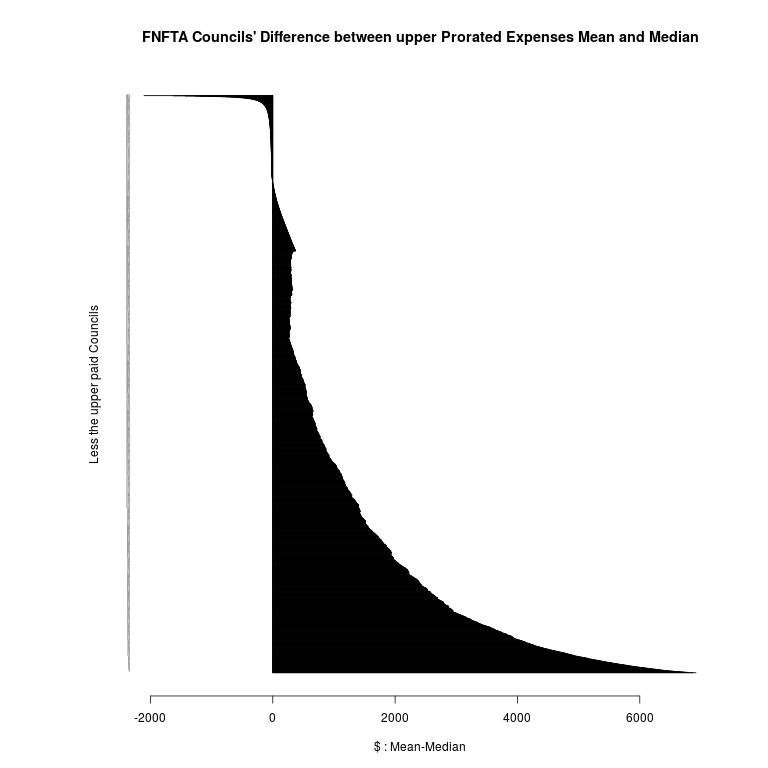 FNFTA Councils' Difference between upper Prorated Expenses Mean and Median
Less the upper paid Councils
-2000 0 2000 4000 6000
$ : Mean-Median